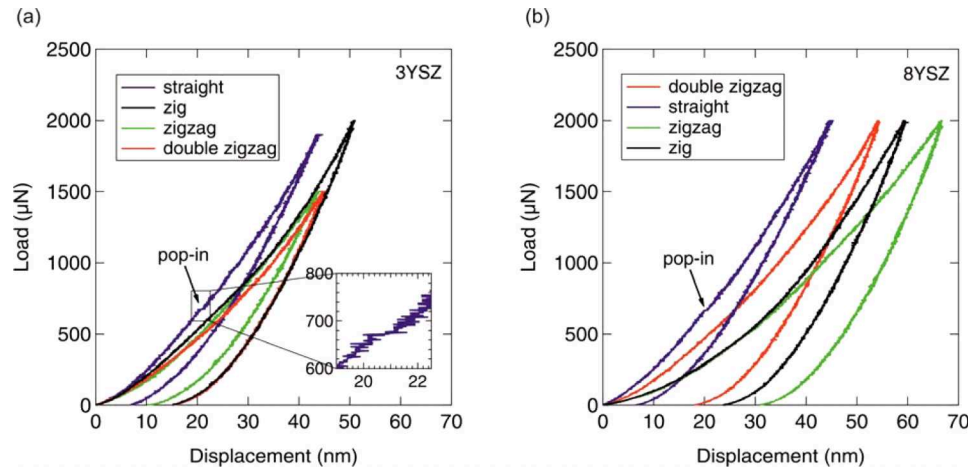 (a)
3YSZ
straight
zig
zigzag
double zigzag
pop-in
2500
2000
1500
1000
500
0
800
700
600
20
22
0 10 20 30 40 50 60 70
Load (µN)
Displacement (nm)
(b)
8YSZ
double zigzag
straight
zigzag
zig
pop-in
2500
2000
1500
1000
500
0
0 10 20 30 40 50 60 70
Load (µN)
Displacement (nm)